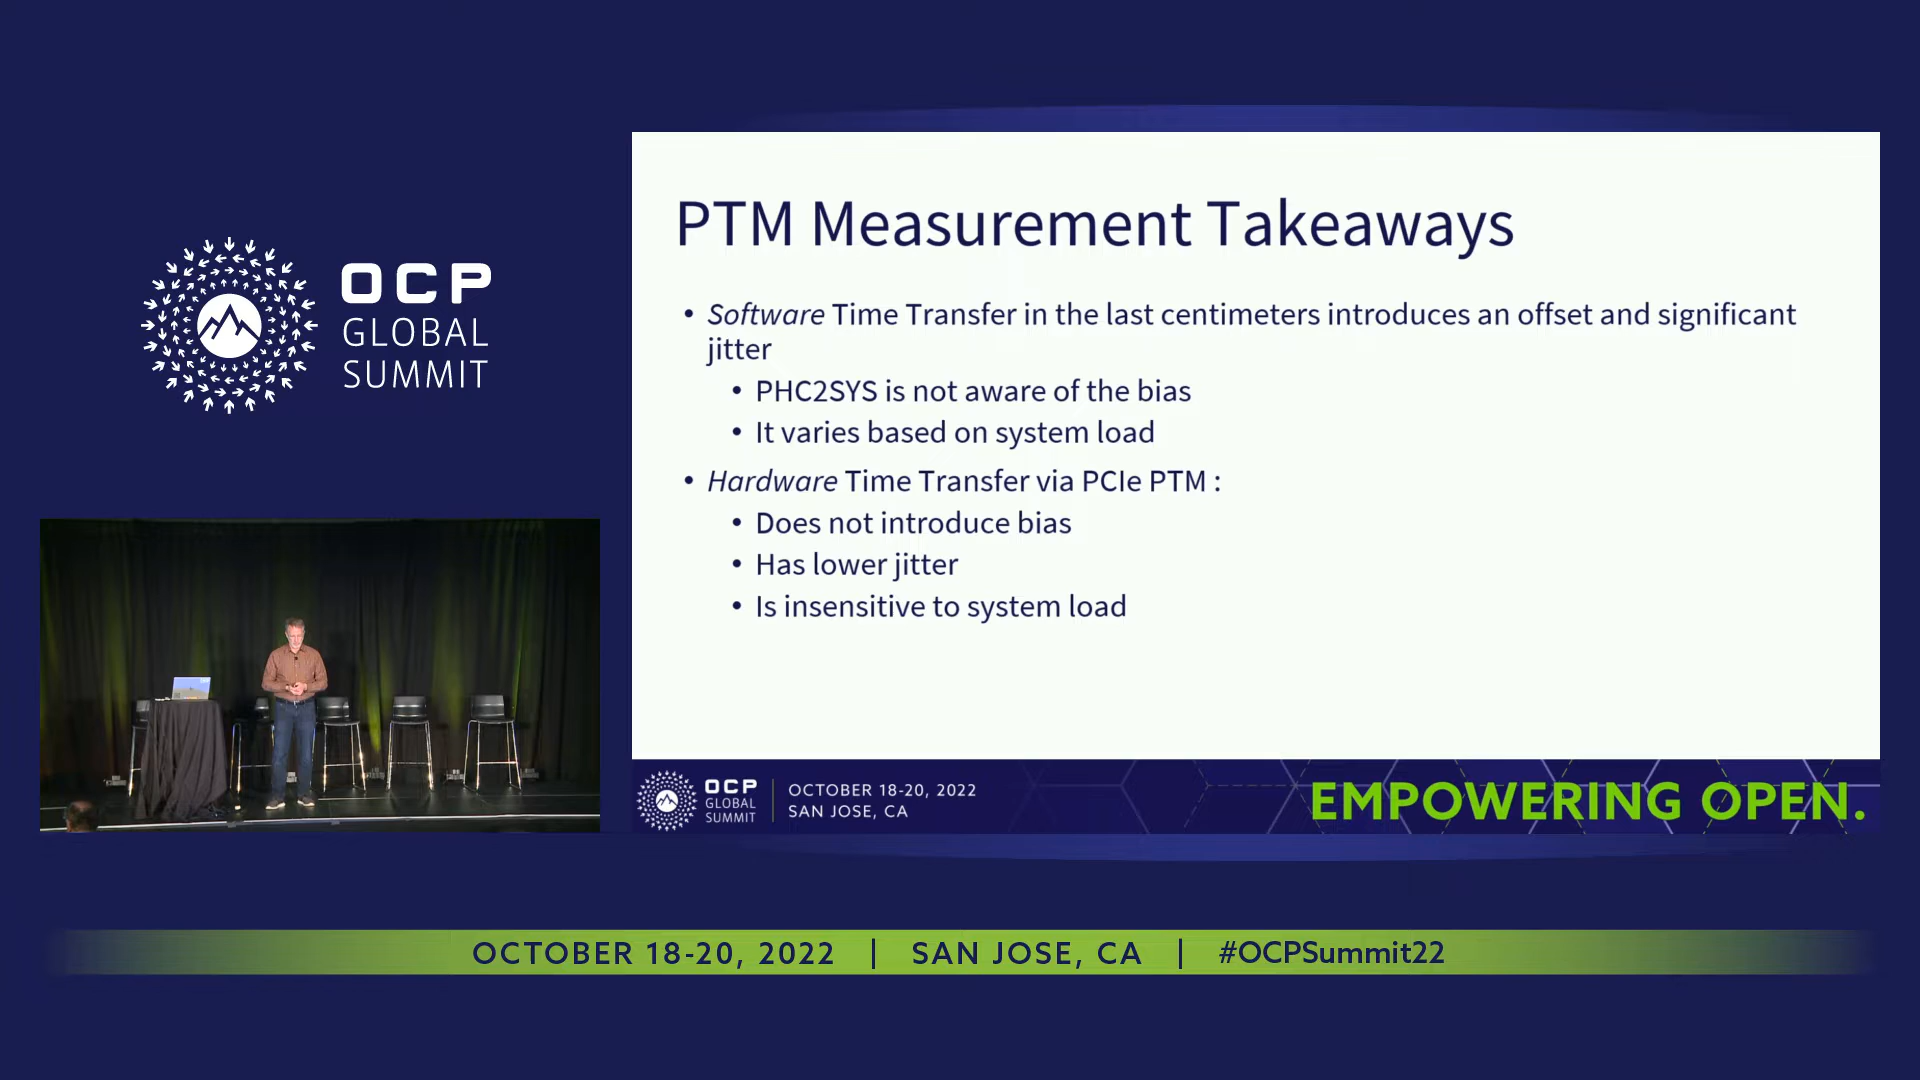 OCP
GLOBAL
SUMMIT
PTM Measurement Takeaways
• Software Time Transfer in the last centimeters introduces an offset and significant
jitter
• PHC2SYS is not aware of the bias
• It varies based on system load
• Hardware Time Transfer via PCIe PTM :
• Does not introduce bias
• Has lower jitter
• Is insensitive to system load
OCP
GLOBAL
SUMMIT
OCTOBER 18-20, 2022
SAN JOSE, CA
EMPOWERING OPEN.
OCTOBER 18-20, 2022 | SAN JOSE, CA | #OCPSummit22